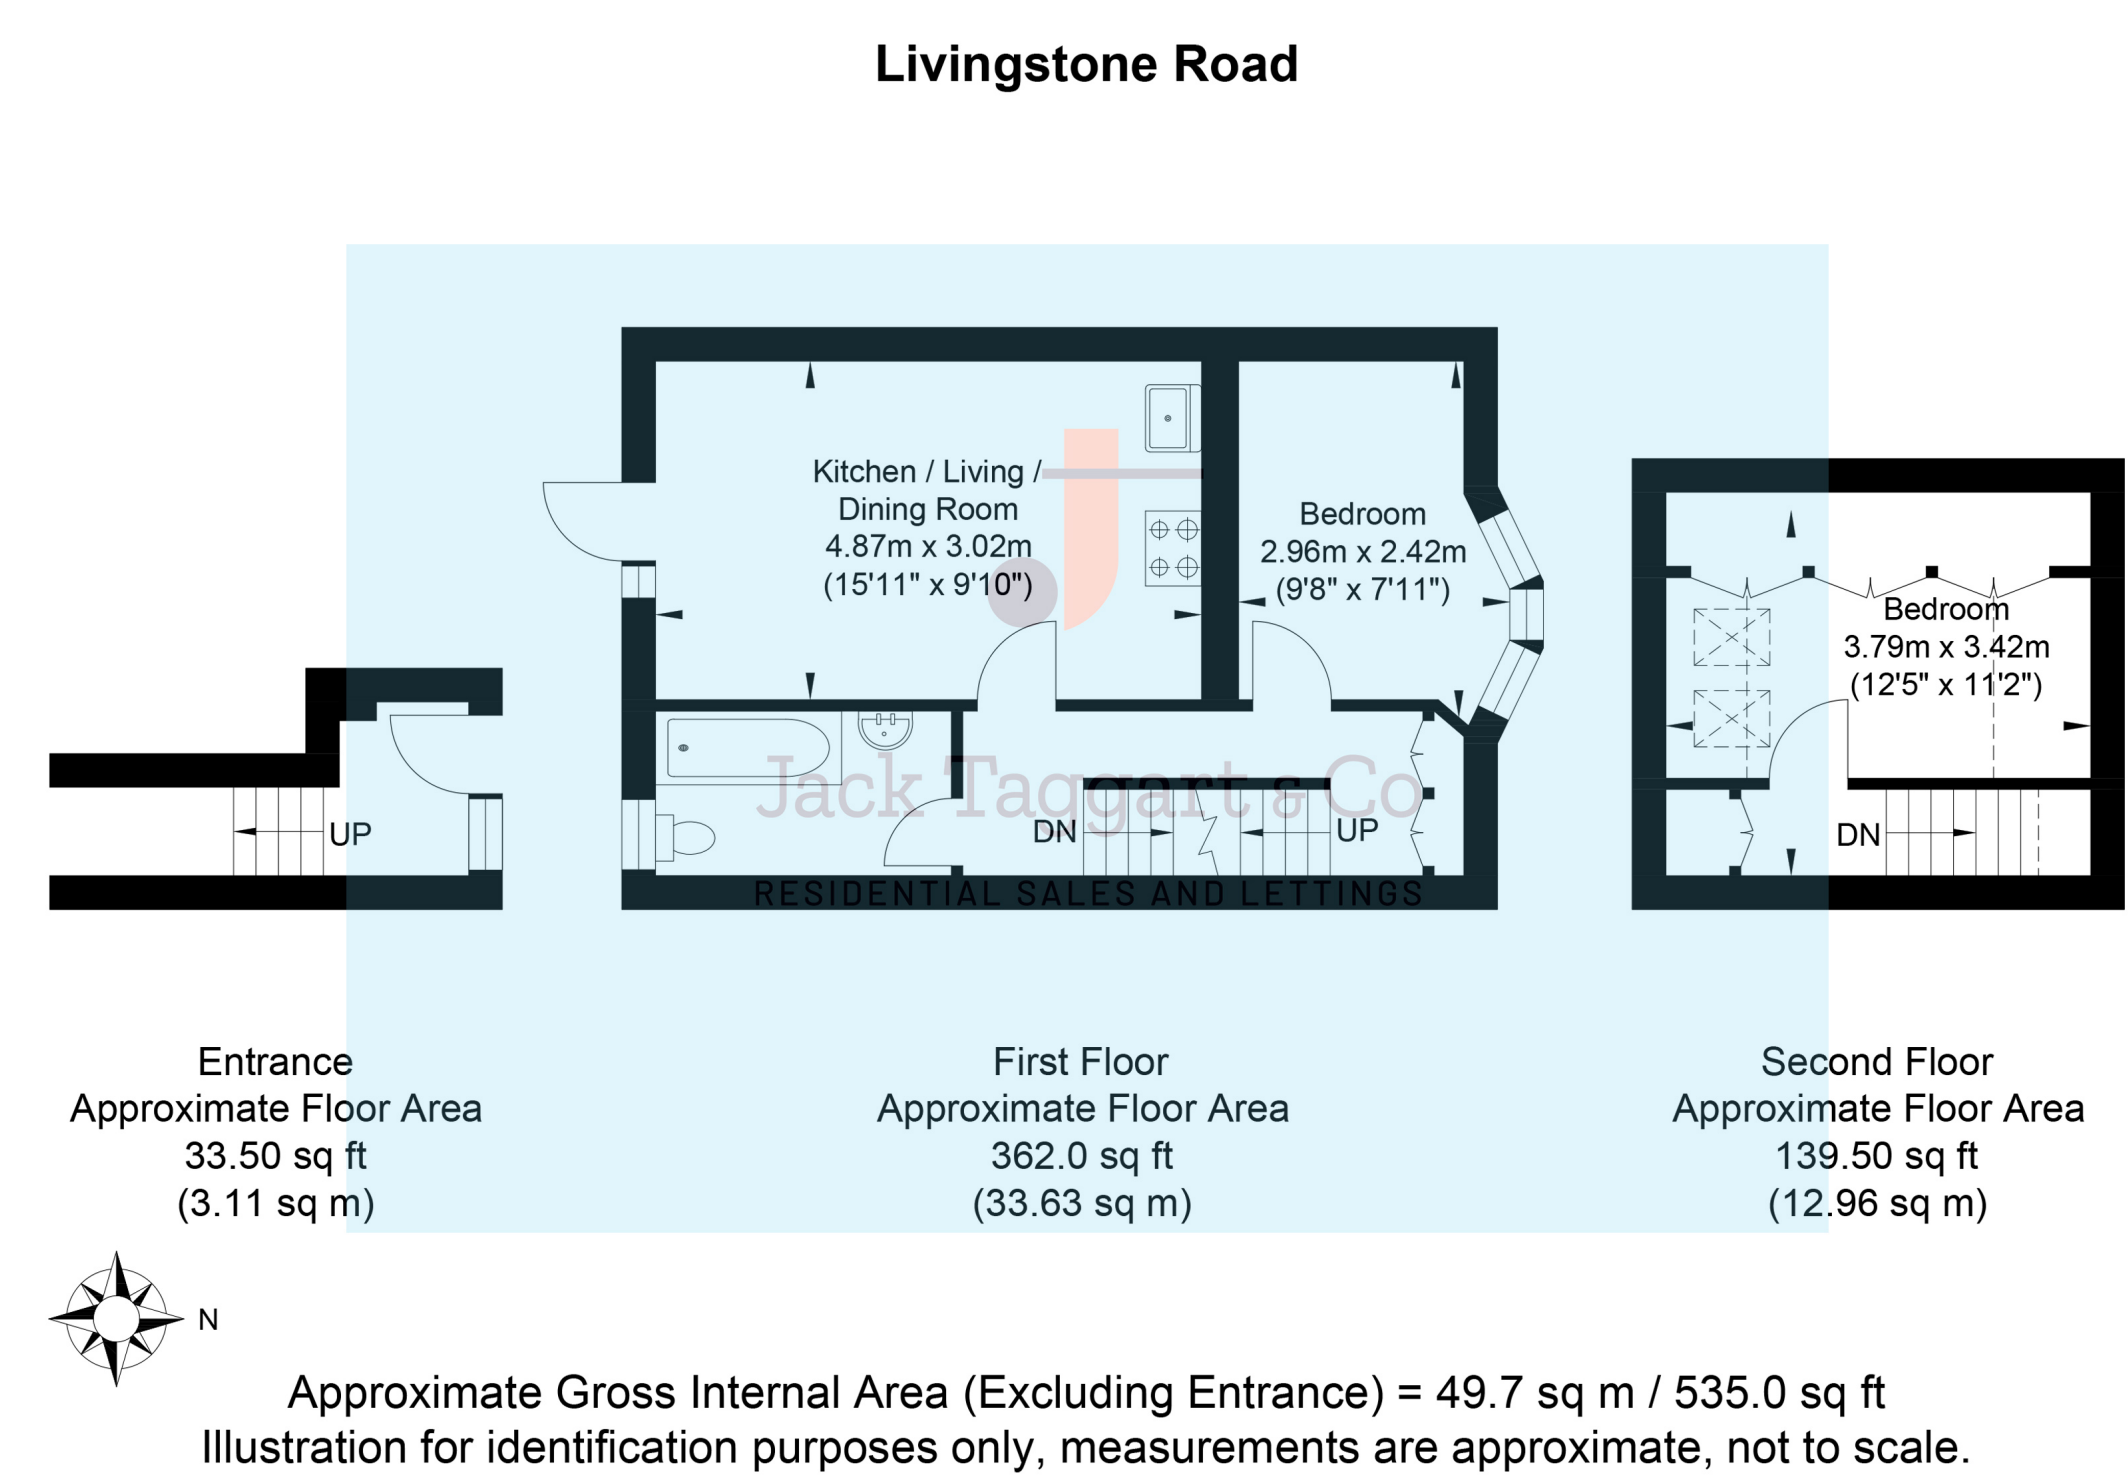 Livingstone Road
Kitchen / Living /
Dining Room
4.87m x 3.02m
(15'11" x 9'10")
Bedroom
2.96m x 2.42m
(9'8" x 7'11")
Bedroom
3.79m x 3.42m
(12'5" x 11'2")
UP
DN
UP
DN
Jack Taggart & Co
RESIDENTIAL SALES AND LETTINGS
Entrance
Approximate Floor Area
33.50 sq ft
(3.11 sq m)
First Floor
Approximate Floor Area
362.0 sq ft
(33.63 sq m)
Second Floor
Approximate Floor Area
139.50 sq ft
(12.96 sq m)
N
Approximate Gross Internal Area (Excluding Entrance) = 49.7 sq m / 535.0 sq ft
Illustration for identification purposes only, measurements are approximate, not to scale.